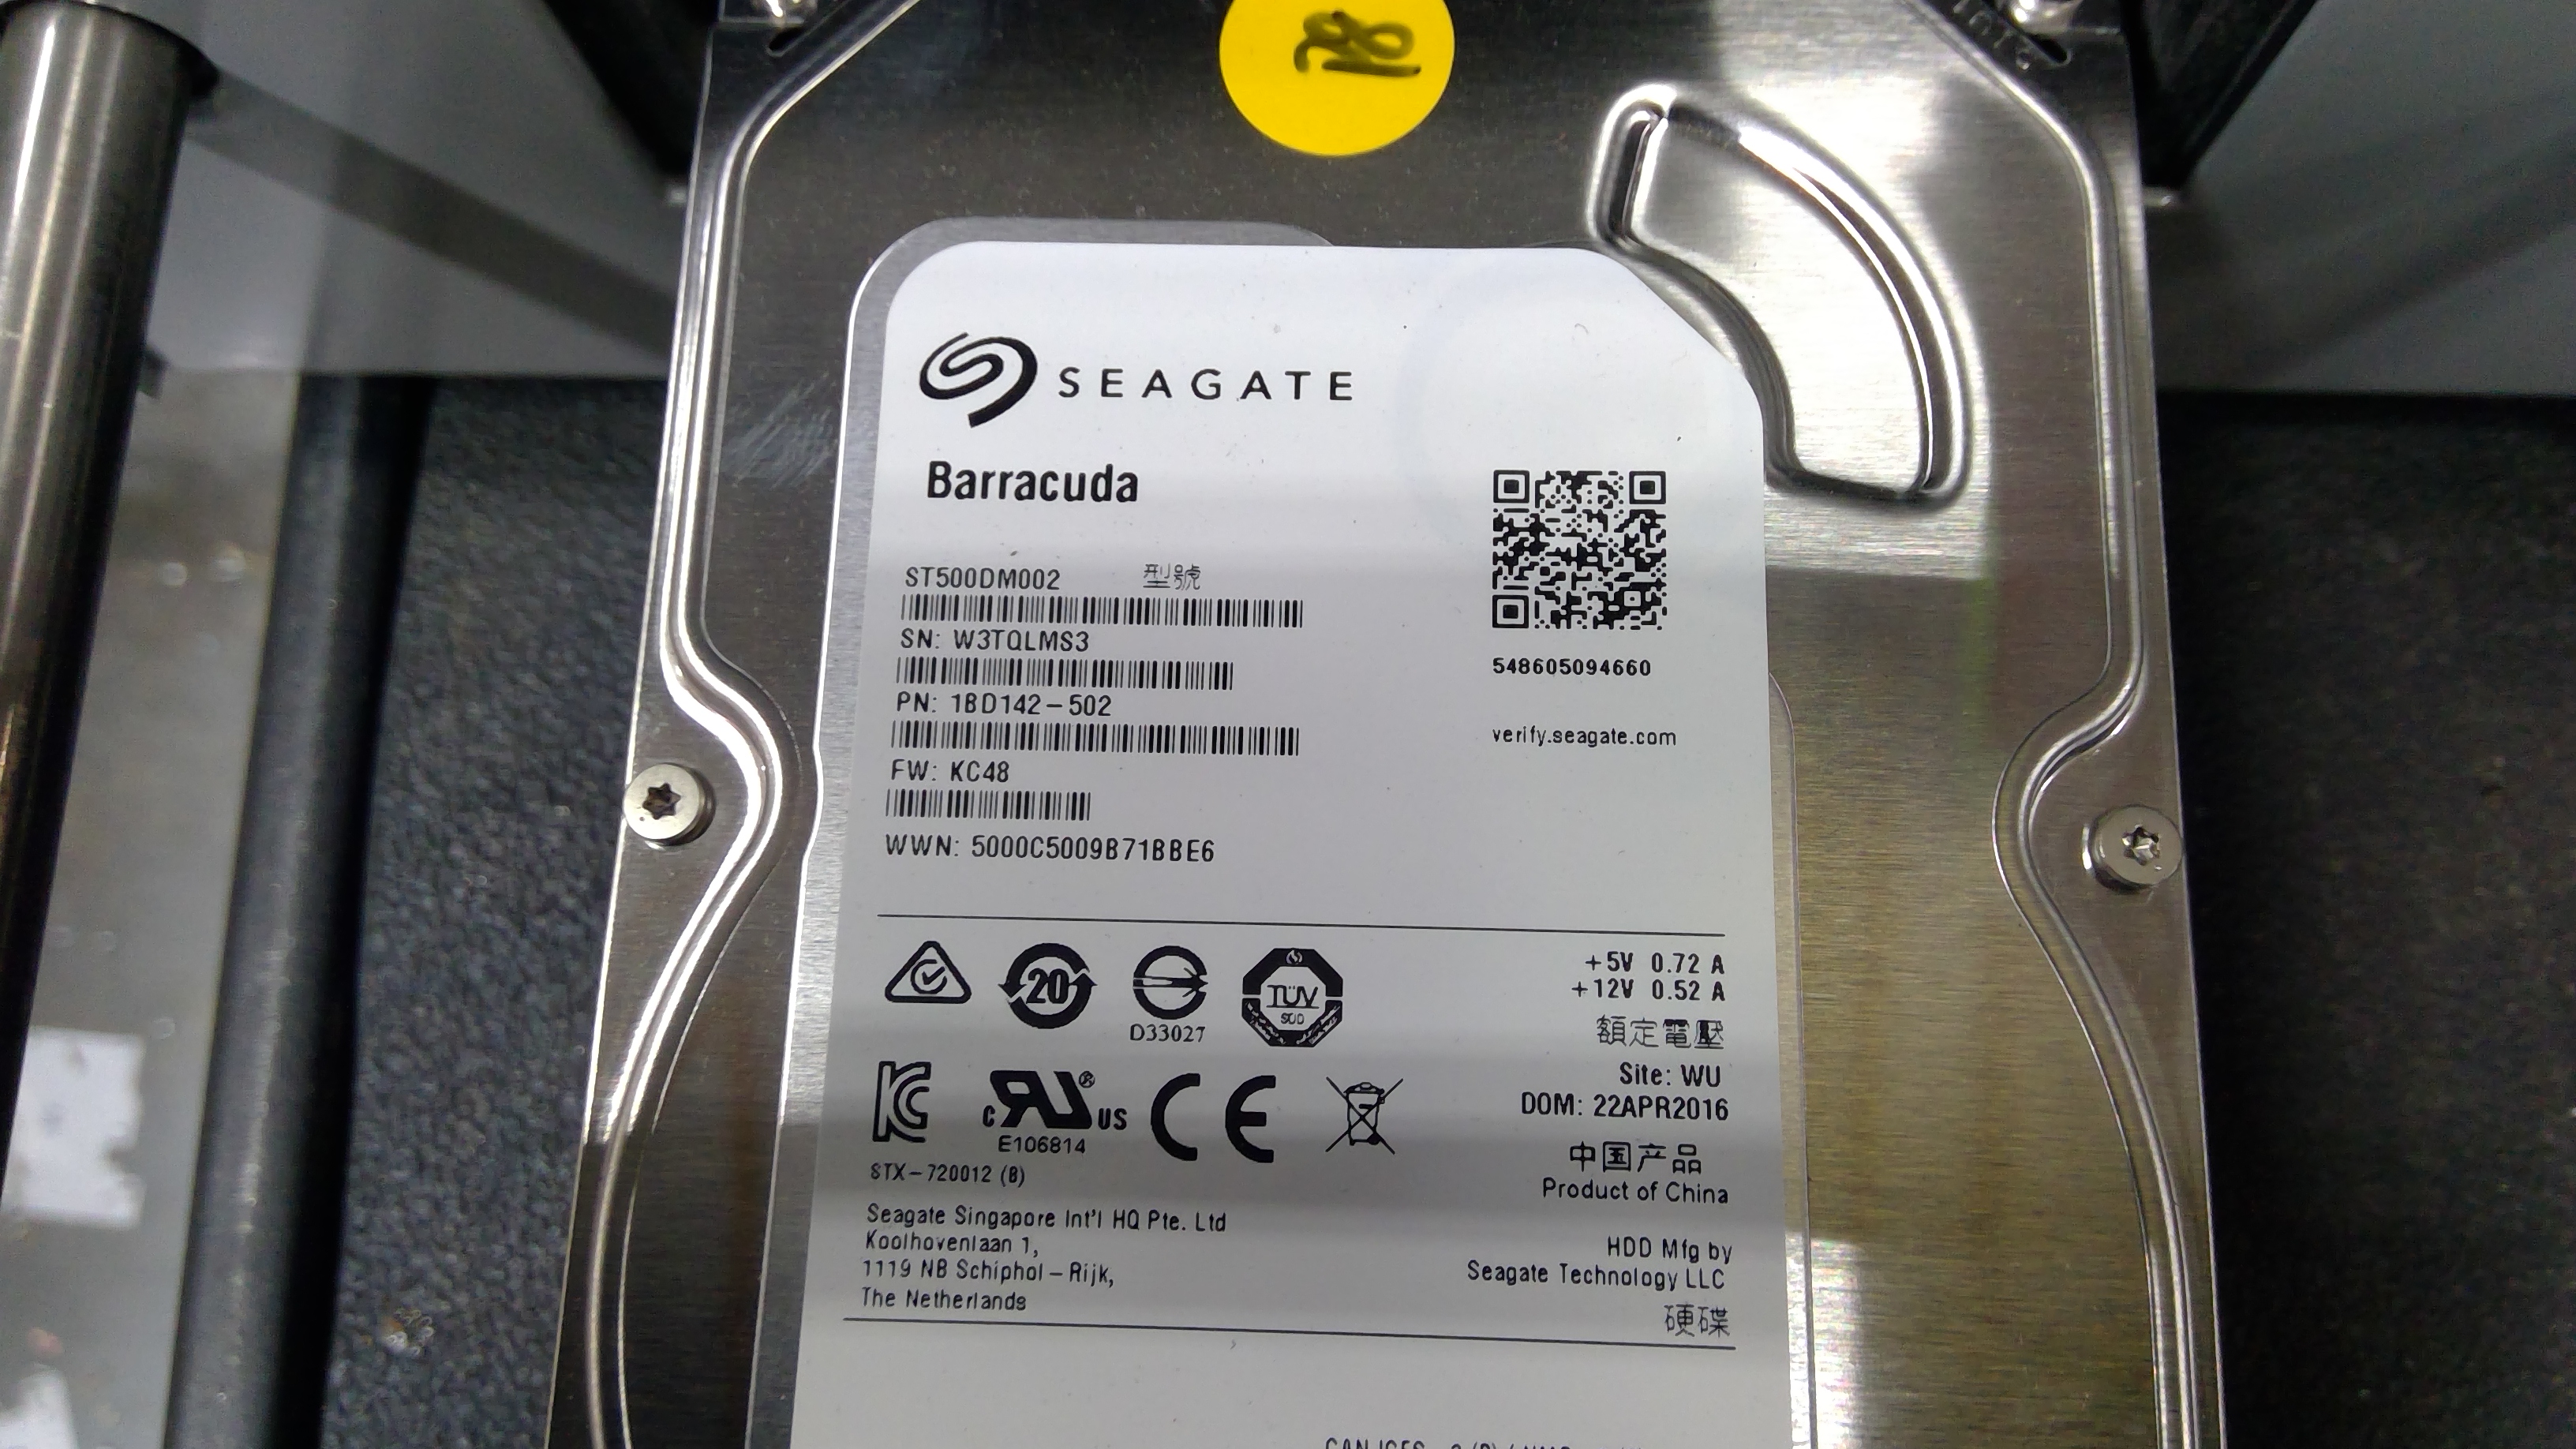 SEAGATE
Barracuda
ST500DM002 型號
SN: W3TQLMS3
PN: 1BD142-502
FW: KC48
WWN: 5000C5009B71BBE6
548605094660
verify.seagate.com
20
D33027
TÜV
SÜD
+5V 0.72 A
+12V 0.52 A
額定電壓
Site: WU
DOM: 22APR2016
中国产品
Product of China
HDD Mfg by
Seagate Technology LLC
硬碟
c US ®
E106814
CE
STX-720012 (B)
Seagate Singapore Int'l HQ Pte. Ltd
Koolhovenlaan 1,
1119 NB Schiphol-Rijk,
The Netherlands